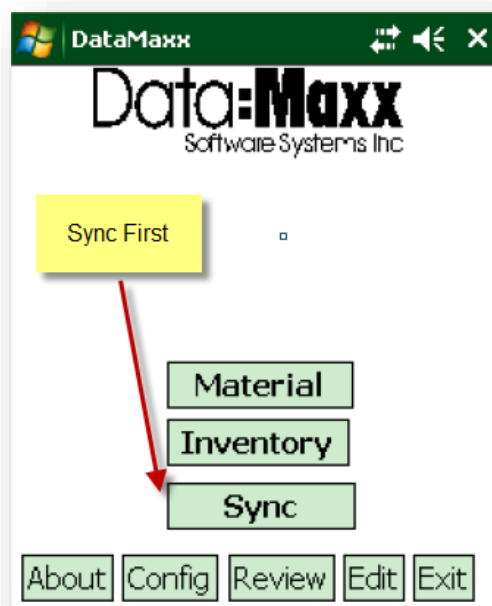 DataMaxx
Data:Maxx
Software Systems Inc
Sync First
Material
Inventory
Sync
About Config Review Edit Exit